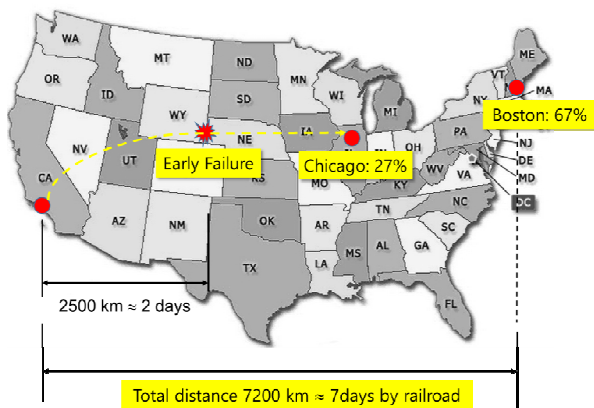 WA
ME
MT
ND
MN
VT
OR
ID
WI
MA
SD
NY
MI
WY
Boston: 67%
IA
PA
NE
OH
NJ
NV
UT
Early Failure
Chicago: 27%
DE
WV
VA
MD
CA
KS
MO
KY
DC
NC
TN
AZ
NM
OK
AR
SC
MS
AL
GA
TX
LA
2500 km ≈ 2 days
FL
Total distance 7200 km ≈ 7days by railroad